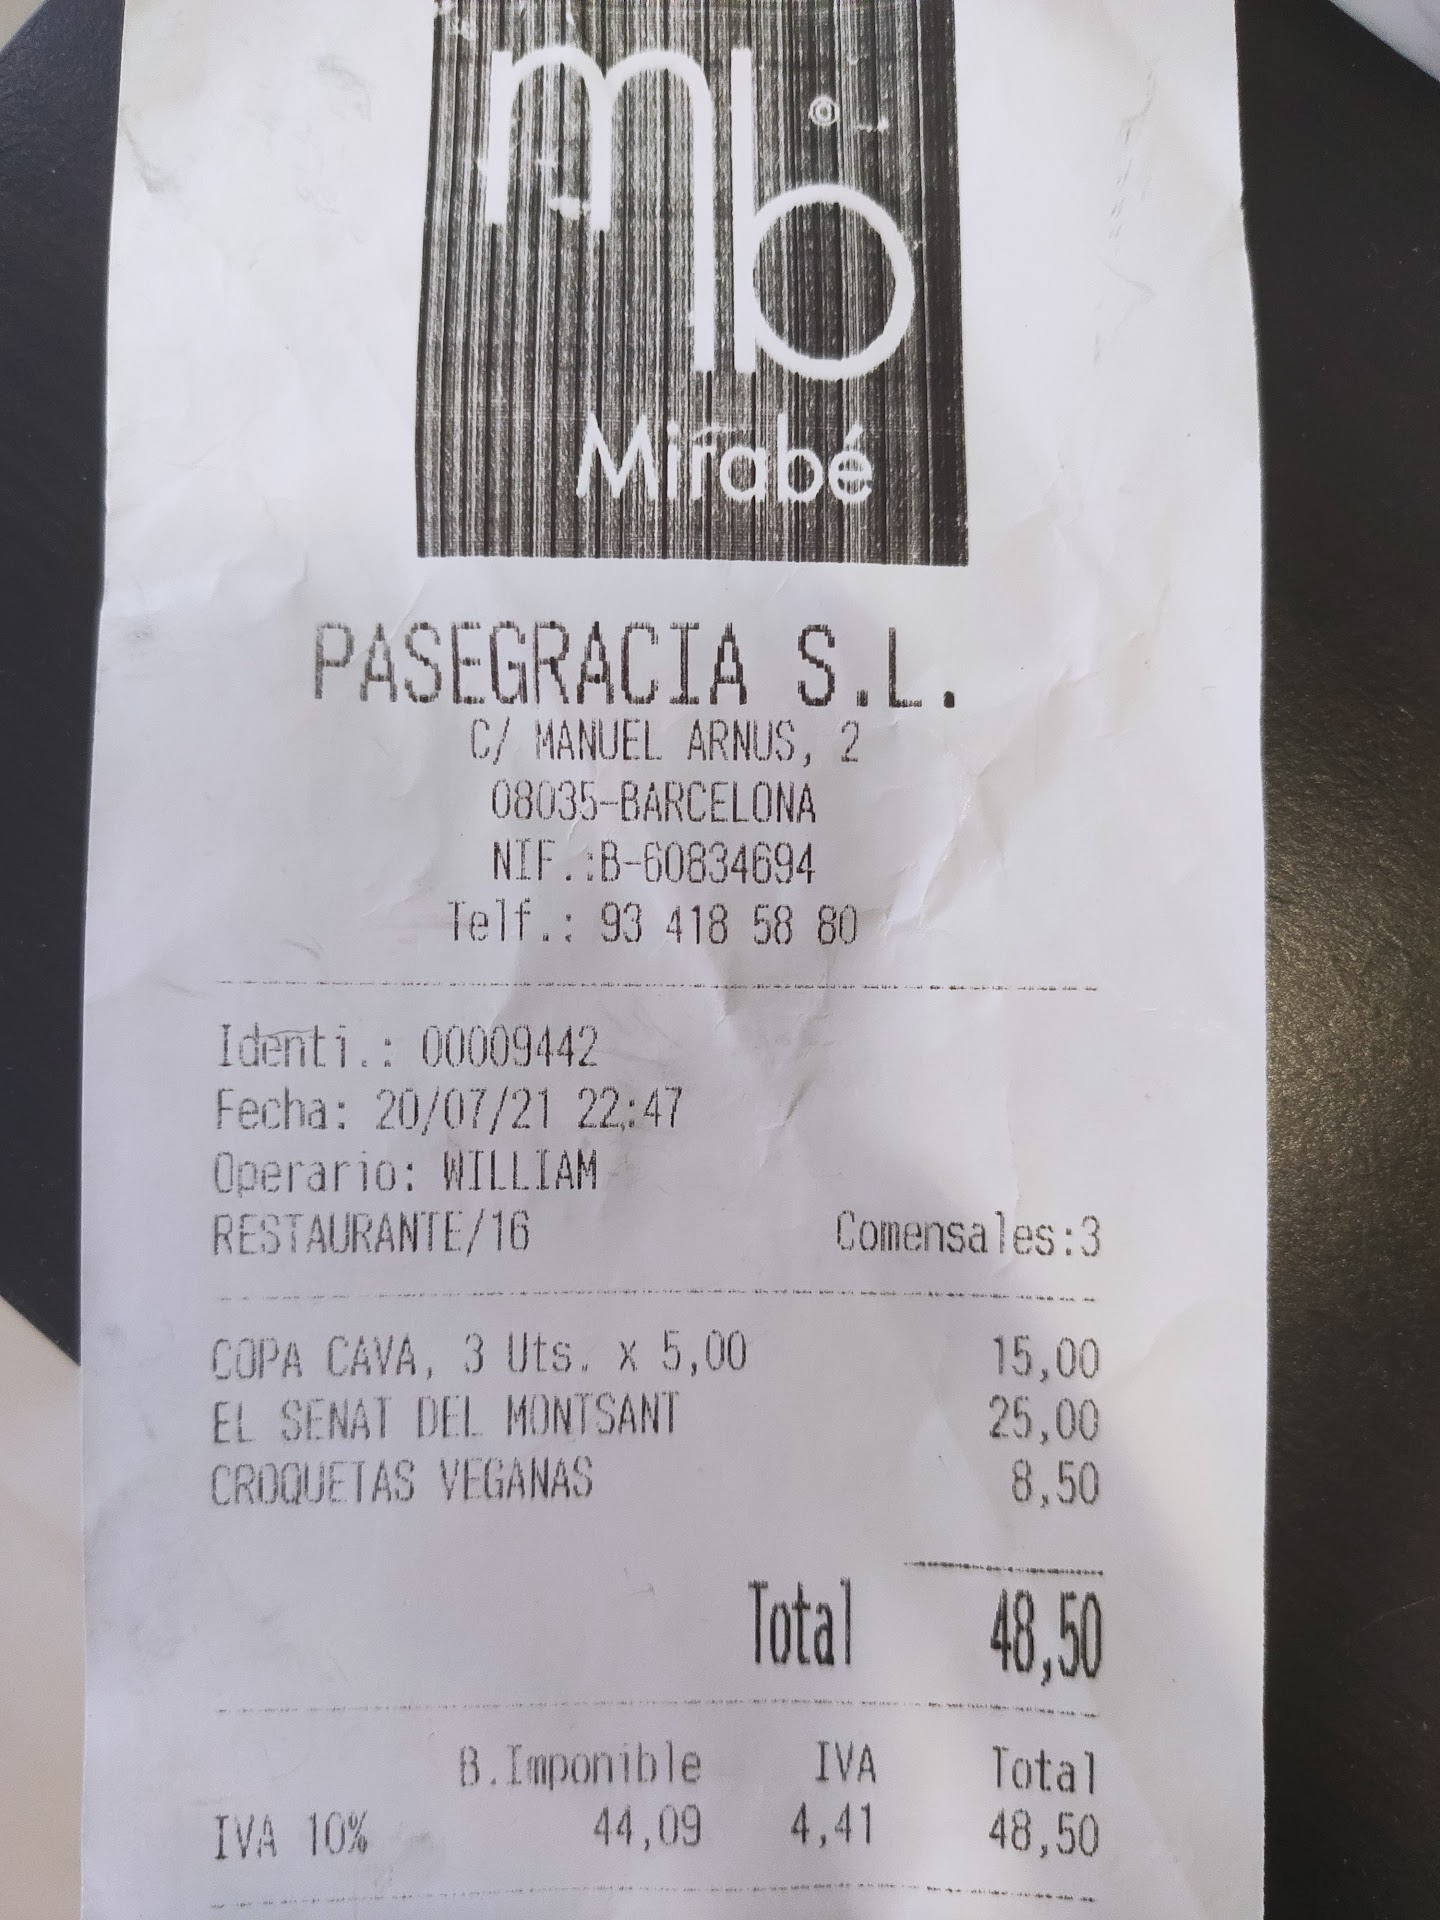 mb
®
Mirabé
PASEGRACIA S.L.
C/ MANUEL ARNUS, 2
08035-BARCELONA
NIF.:B-60834694
Telf.: 93 418 58 80
Identi.: 00009442
Fecha: 20/07/21 22:47
Operario: WILLIAM
RESTAURANTE/16 Comensales:3
COPA CAVA, 3 Uts. x 5,00 15,00
EL SENAT DEL MONTSANT 25,00
CROQUETAS VEGANAS 8,50
Total 48,50
B.Imponible IVA Total
IVA 10% 44,09 4,41 48,50